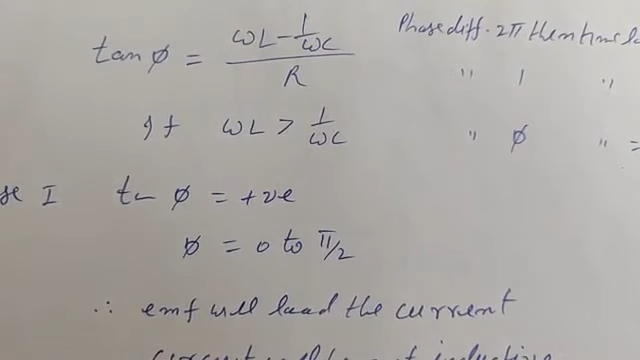 tan ø = ωL - 1/ωC / R
Phase diff. 2π then time
" 1 "
If ωL > 1/ωC
" ø " =
se I tan ø = +ve
ø = 0 to π/2
∴ emf will lead the current